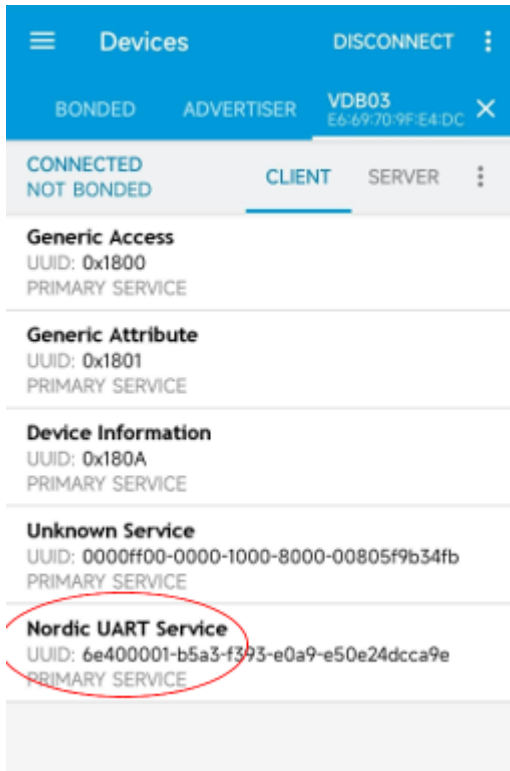 Devices
DISCONNECT
BONDED
ADVERTISER
VDB03
E6:69:70:9F:E4:DC
CONNECTED
NOT BONDED
CLIENT
SERVER
Generic Access
UUID: 0x1800
PRIMARY SERVICE
Generic Attribute
UUID: 0x1801
PRIMARY SERVICE
Device Information
UUID: 0x180A
PRIMARY SERVICE
Unknown Service
UUID: 0000ff00-0000-1000-8000-00805f9b34fb
PRIMARY SERVICE
Nordic UART Service
UUID: 6e400001-b5a3-f393-e0a9-e50e24dcca9e
PRIMARY SERVICE